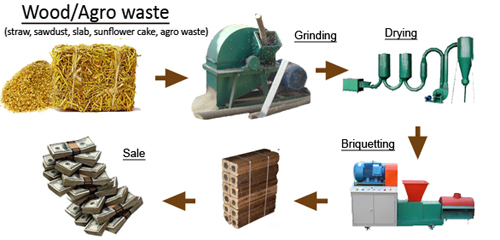 Wood/Agro waste
(straw, sawdust, slab, sunflower cake, agro waste)
Grinding
Drying
Briquetting
Sale